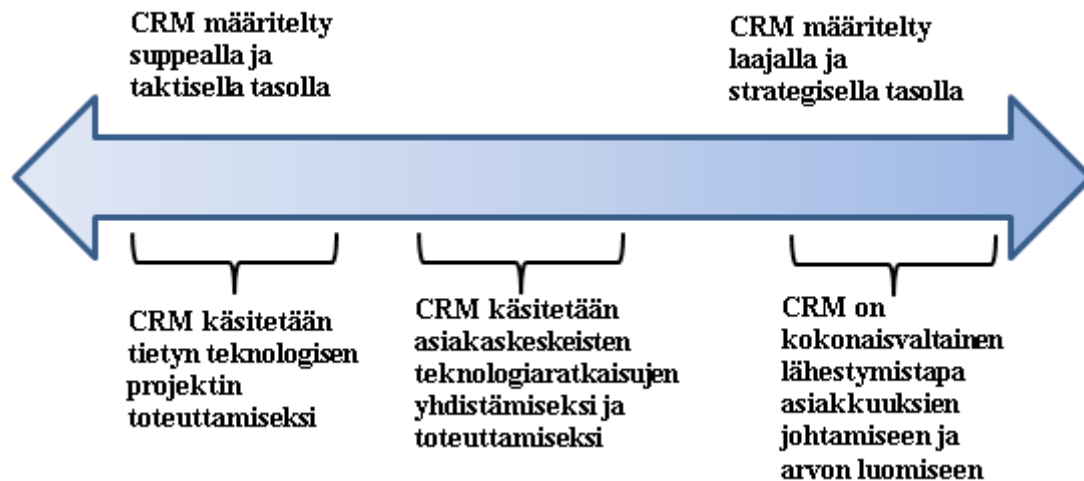 CRM määritelty
suppealla ja
taktisella tasolla
CRM määritelty
laajalla ja
strategisella tasolla
CRM käsitetään
tietyn teknologisen
projektin
toteuttamiseksi
CRM käsitetään
asiakaskeskeisten
teknologiaratkaisujen
yhdistämiseksi ja
toteuttamiseksi
CRM on
kokonaisvaltainen
lähestymistapa
asiakkuuksien
johtamiseen ja
arvon luomiseen